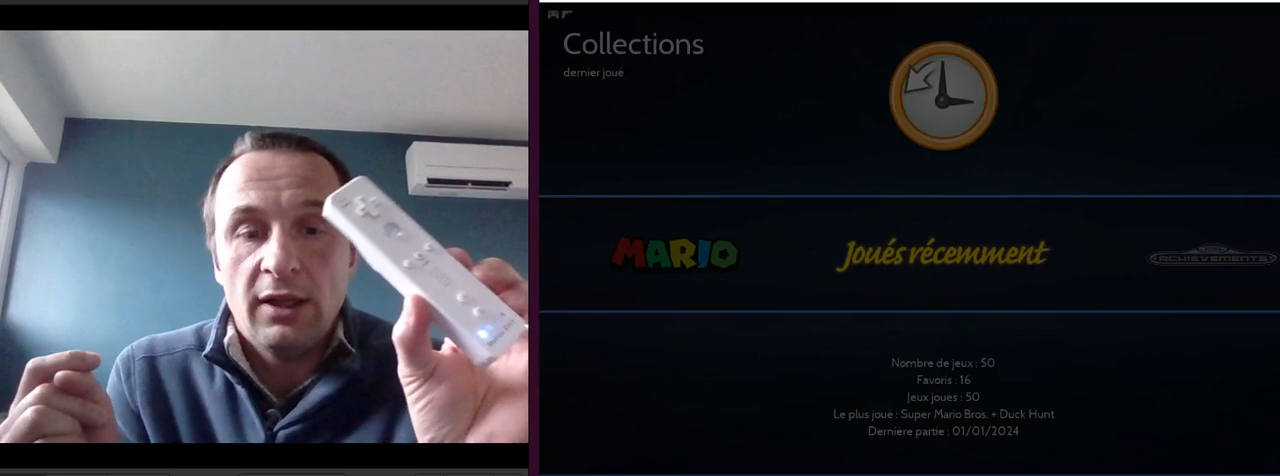 Collections
dernier joué
MARIO
Joués récemment
ACHIEVEMENTS
Nombre de jeux : 50
Favoris : 16
Jeux joués : 50
Le plus joué : Super Mario Bros. + Duck Hunt
Dernière partie : 01/01/2024